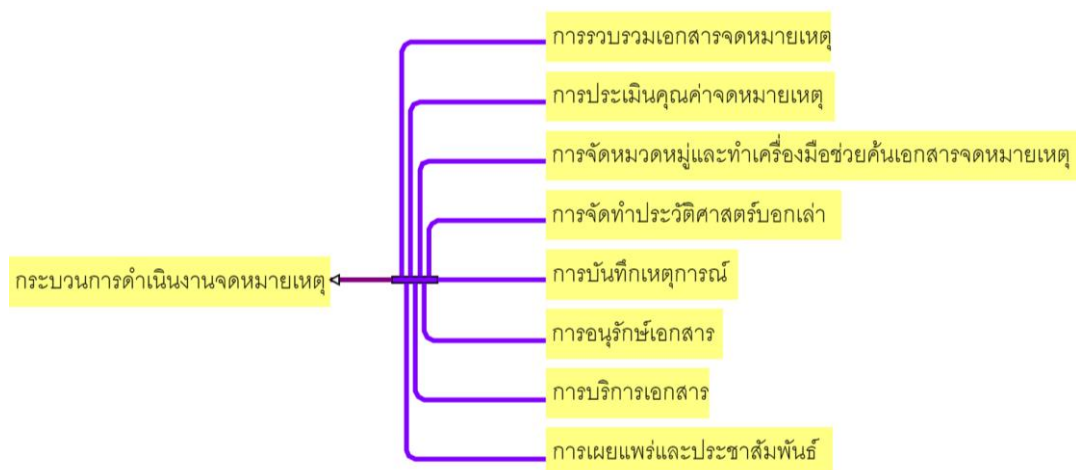 การรวบรวมเอกสารจดหมายเหตุ
การประเมินคุณค่าจดหมายเหตุ
การจัดหมวดหมู่และทำเครื่องมือช่วยค้นเอกสารจดหมายเหตุ
การจัดทำประวัติศาสตร์บอกเล่า
กระบวนการดำเนินงานจดหมายเหตุ
การบันทึกเหตุการณ์
การอนุรักษ์เอกสาร
การบริการเอกสาร
การเผยแพร่และประชาสัมพันธ์